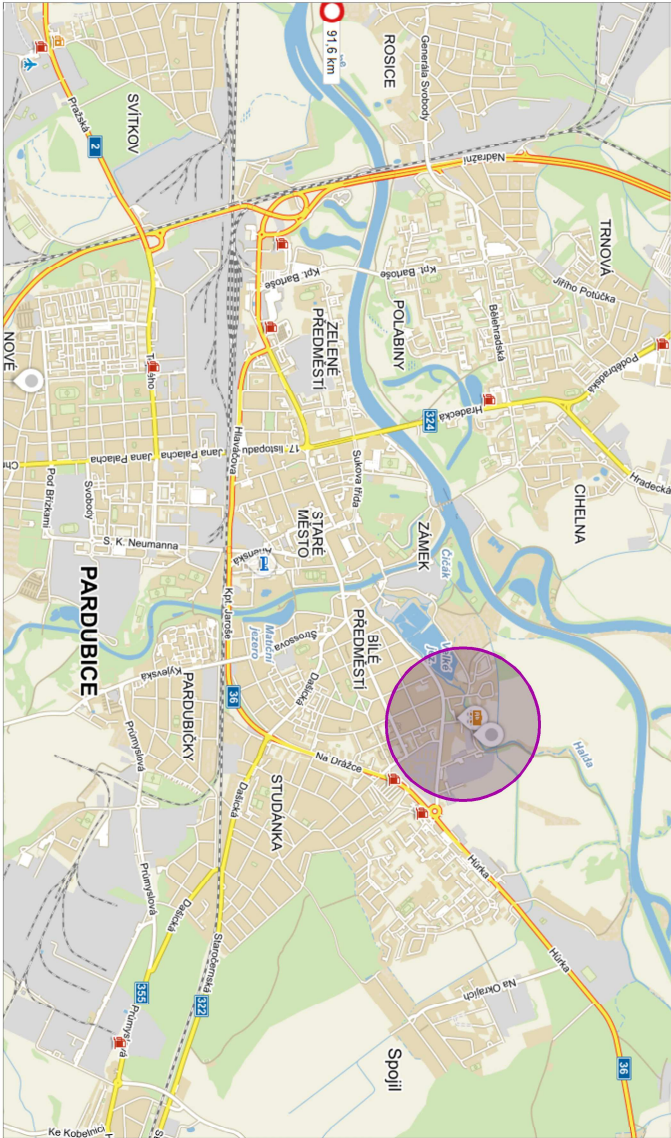 ROSICE
91,6 km
Generála Svobody
SVÍTKOV
Pražská
2
Nádražní
TRNOVÁ
Jiřího Potůčka
Kpt. Bartoše
Kpt. Bartoše
Bělehradská
POLABINY
ZELENÉ
PŘEDMĚSTÍ
Poděbradská
NOVÉ
Hradecká
324
Hradecká
CIHELNA
Hlaváčova
17. listopadu
Sukova třída
Jana Palacha
Jana Palacha
Pod Břízkami
Svobody
S. K. Neumanna
Arnenská
STARÉ
MĚSTO
ZÁMEK
Číčák
PARDUBICE
Kpt. Jaroše
Štrossova
Matiční
jezero
BÍLÉ
PŘEDMĚSTÍ
Kyjevská
PARDUBIČKY
36
Dašická
Halda
Průmyslová
Na Drážce
Dašická
STUDÁNKA
Hůrka
Průmyslová
Dašická
Staročernská
Hůrka
Na Okrajích
355
322
Spojil
36
Ke Kobelnici